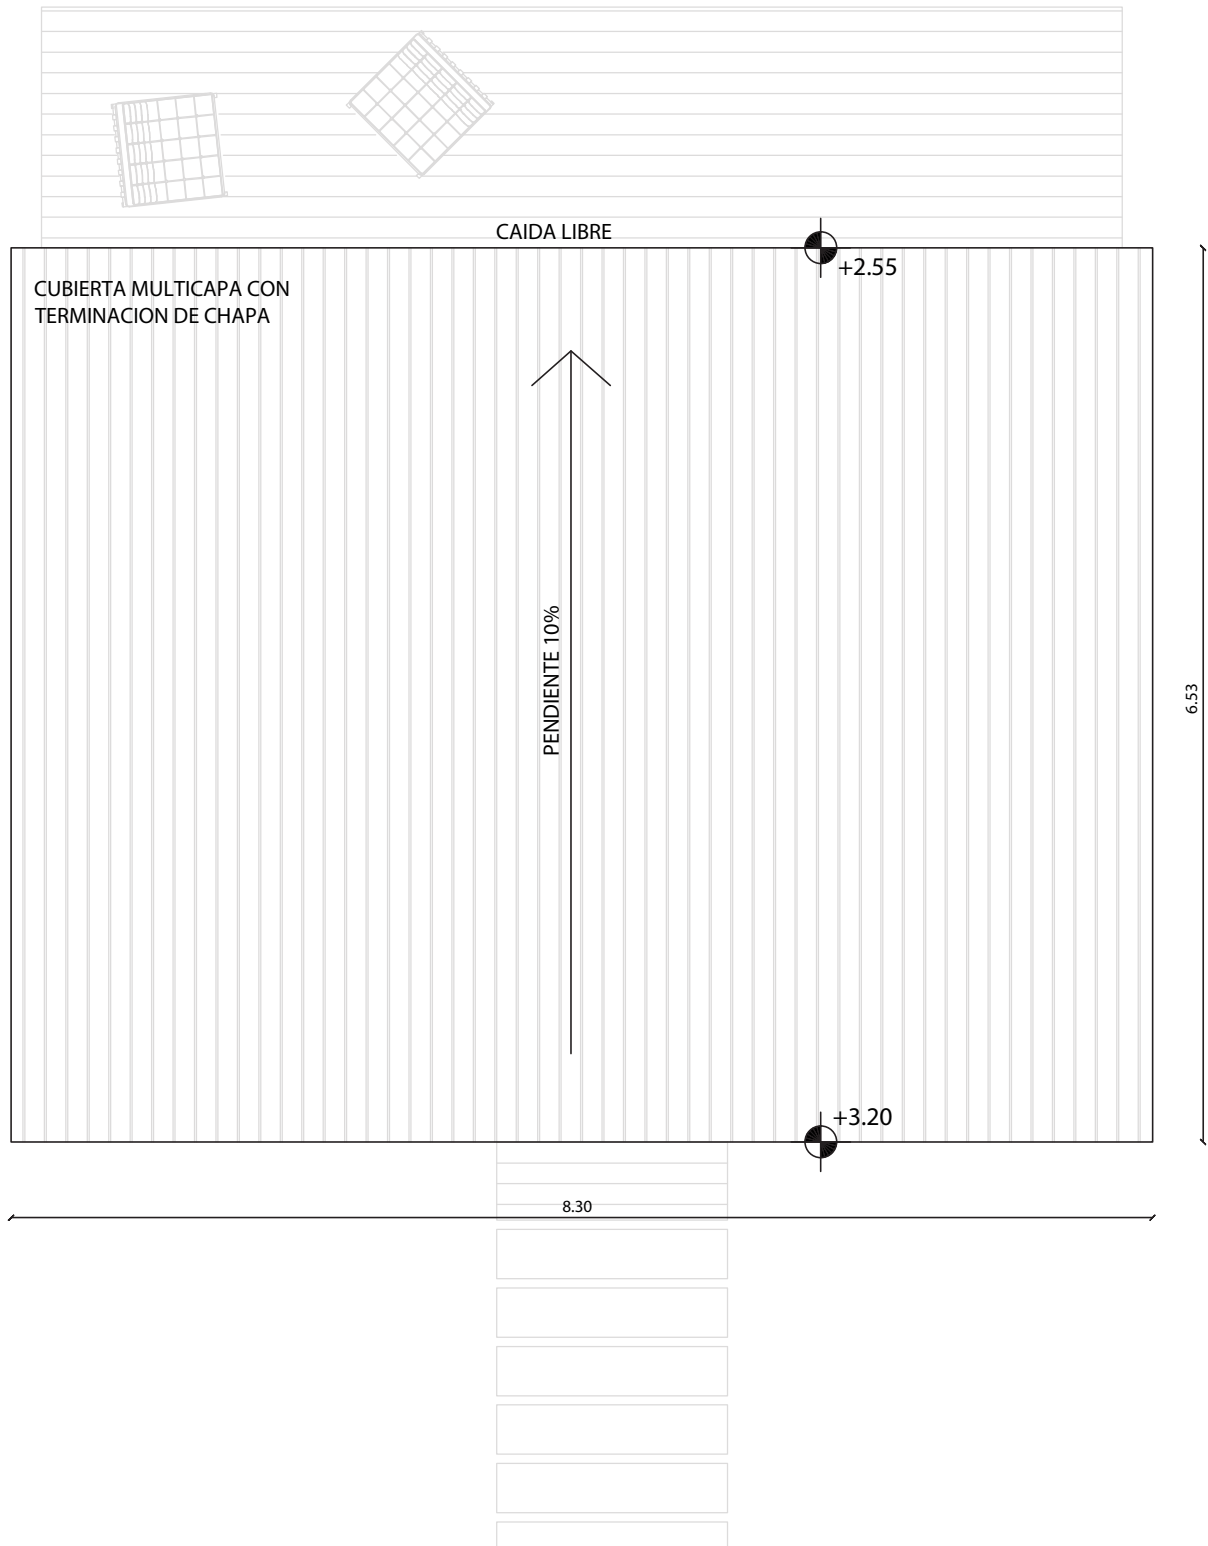 CAIDA LIBRE
+2.55
CUBIERTA MULTICAPA CON
TERMINACION DE CHAPA
PENDIENTE 10%
6.53
+3.20
8.30